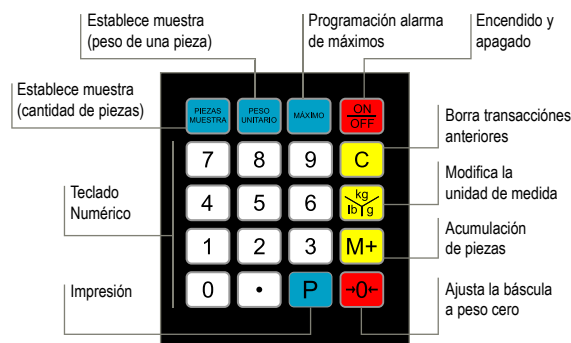 Establece muestra
(peso de una pieza)
Programación alarma
de máximos
Encendido y
apagado
Establece muestra
(cantidad de piezas)
PIEZAS
MUESTRA
PESO
UNITARIO
MÁXIMO
ON
OFF
Borra transacciónes
anteriores
7 8 9 C
Modifica la
unidad de medida
Teclado
Numérico
4 5 6 kg lb g
Acumulación
de piezas
1 2 3 M+
Impresión
0 • P →0←
Ajusta la báscula
a peso cero